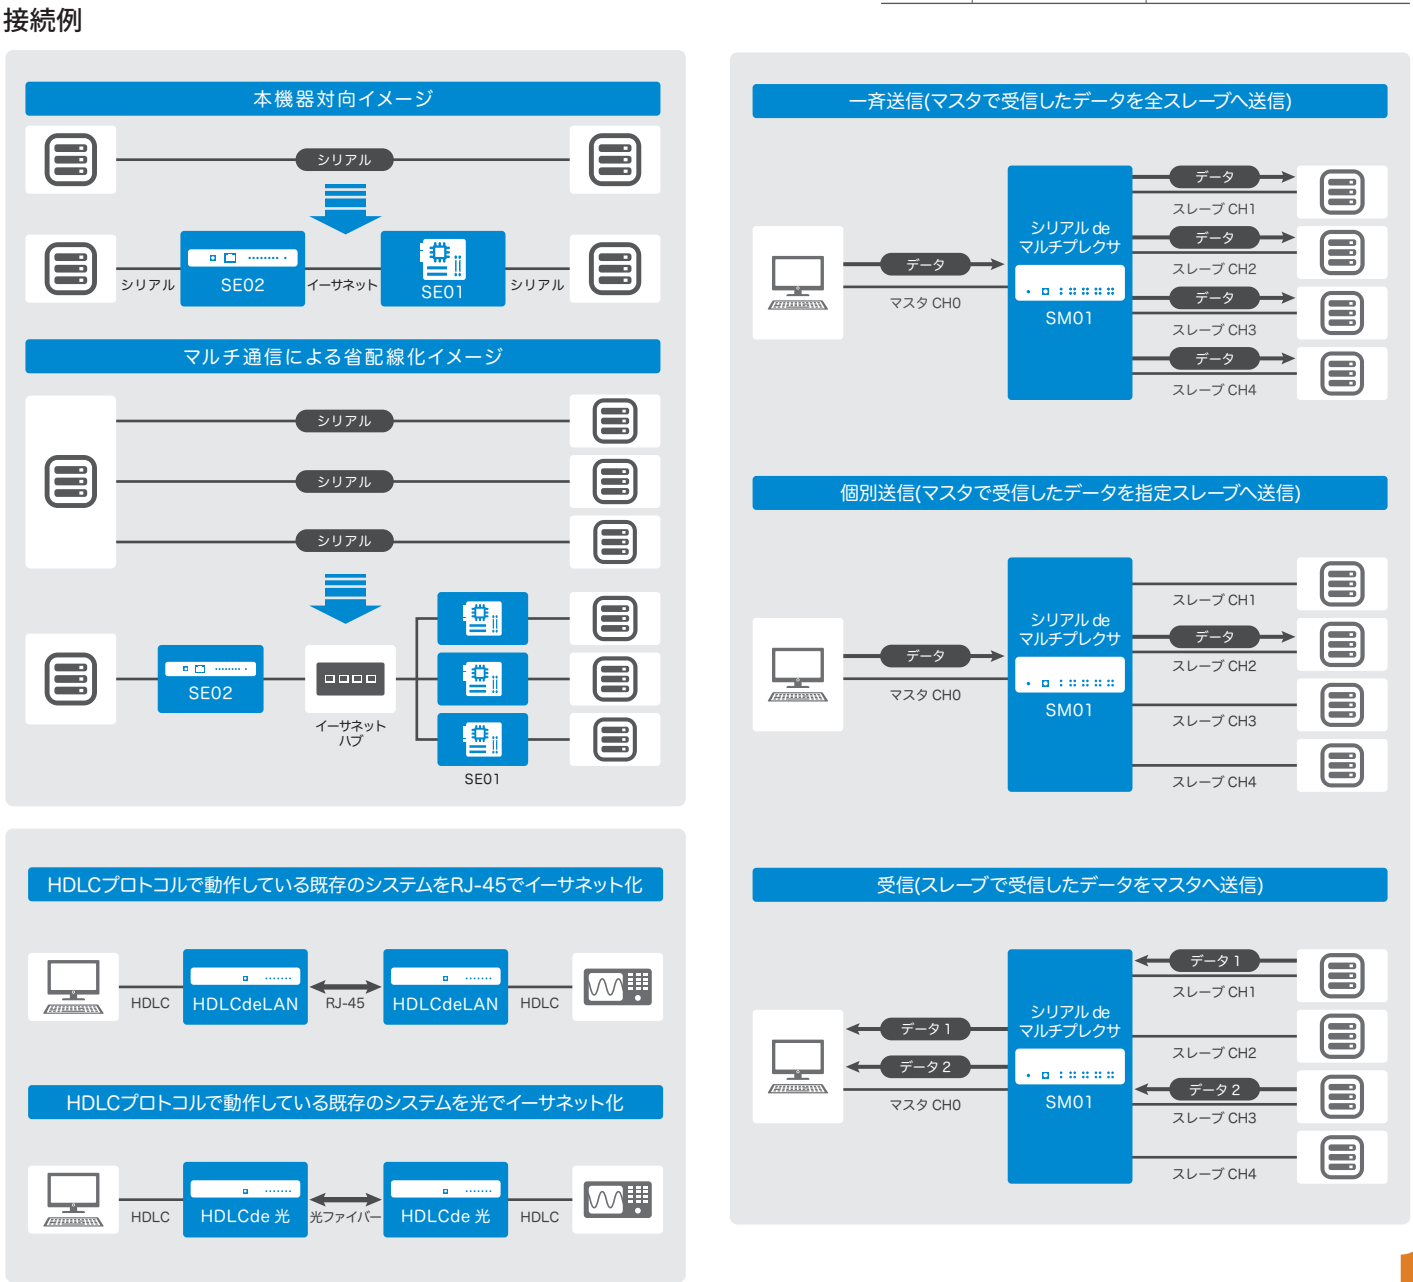 接続例
本機器対向イメージ
シリアル
シリアル
SE02
イーサネット
SE01
シリアル
マルチ通信による省配線化イメージ
シリアル
シリアル
シリアル
SE02
イーサネット
ハブ
SE01
HDLCプロトコルで動作している既存のシステムをRJ-45でイーサネット化
HDLC
HDLCdeLAN
RJ-45
HDLCdeLAN
HDLC
HDLCプロトコルで動作している既存のシステムを光でイーサネット化
HDLC
HDLCde 光
光ファイバー
HDLCde 光
HDLC
一斉送信(マスタで受信したデータを全スレーブへ送信)
データ
マスタ CH0
シリアル de
マルチプレクサ
SM01
データ
スレーブ CH1
データ
スレーブ CH2
データ
スレーブ CH3
データ
スレーブ CH4
個別送信(マスタで受信したデータを指定スレーブへ送信)
データ
マスタ CH0
シリアル de
マルチプレクサ
SM01
スレーブ CH1
データ
スレーブ CH2
スレーブ CH3
スレーブ CH4
受信(スレーブで受信したデータをマスタへ送信)
データ 1
データ 2
マスタ CH0
シリアル de
マルチプレクサ
SM01
データ 1
スレーブ CH1
スレーブ CH2
データ 2
スレーブ CH3
スレーブ CH4